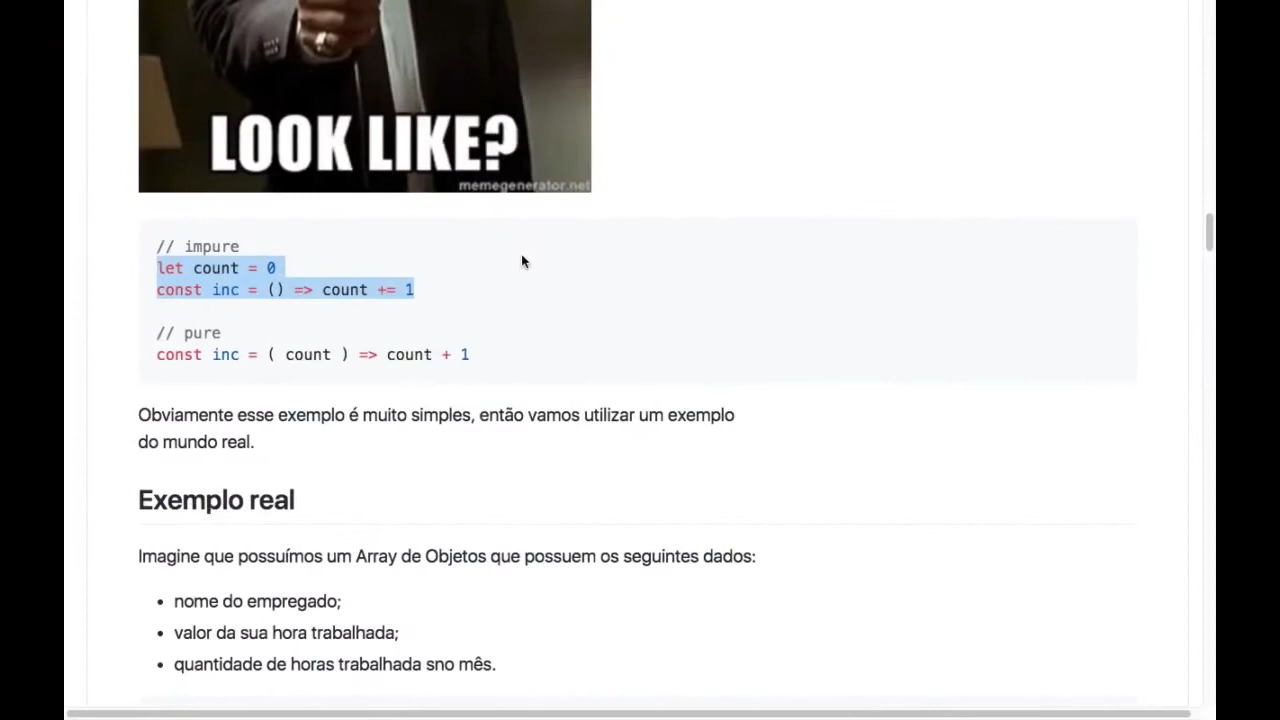 LOOK LIKE?
memegenerator.net
// impure
let count = 0
const inc = () => count += 1
// pure
const inc = ( count ) => count + 1
Obviamente esse exemplo é muito simples, então vamos utilizar um exemplo
do mundo real.
Exemplo real
Imagine que possuímos um Array de Objetos que possuem os seguintes dados:
• nome do empregado;
• valor da sua hora trabalhada;
• quantidade de horas trabalhada sno mês.